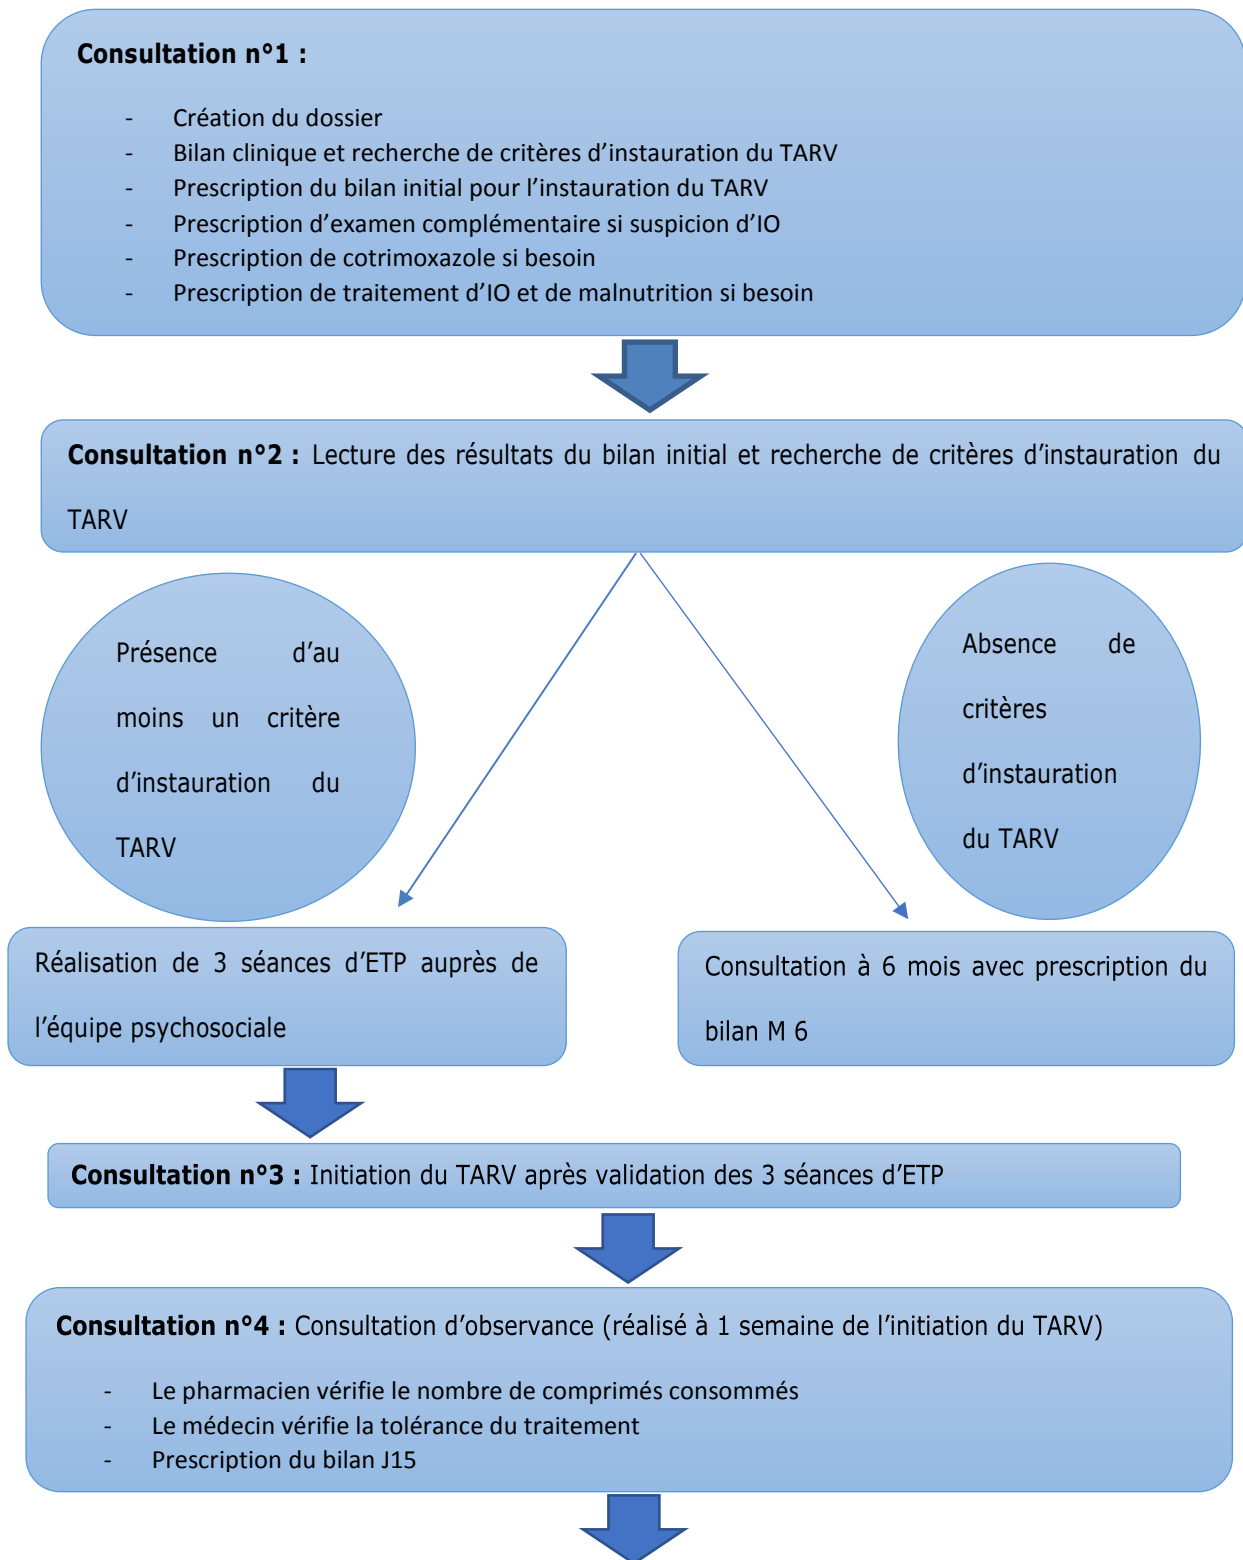 Consultation n°1 :
- Création du dossier
- Bilan clinique et recherche de critères d'instauration du TARV
- Prescription du bilan initial pour l'instauration du TARV
- Prescription d'examen complémentaire si suspicion d'IO
- Prescription de cotrimoxazole si besoin
- Prescription de traitement d'IO et de malnutrition si besoin
Consultation n°2 : Lecture des résultats du bilan initial et recherche de critères d'instauration du
TARV
Présence d'au
moins un critère
d'instauration du
TARV
Absence de
critères
d'instauration
du TARV
Réalisation de 3 séances d'ETP auprès de
l'équipe psychosociale
Consultation à 6 mois avec prescription du
bilan M 6
Consultation n°3 : Initiation du TARV après validation des 3 séances d'ETP
Consultation n°4 : Consultation d'observance (réalisé à 1 semaine de l'initiation du TARV)
- Le pharmacien vérifie le nombre de comprimés consommés
- Le médecin vérifie la tolérance du traitement
- Prescription du bilan J15